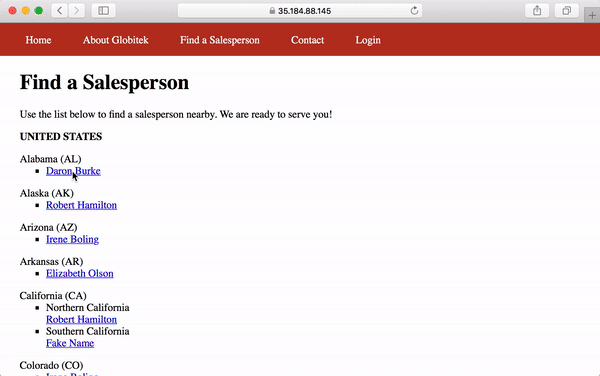 35.184.88.145
Home About Globitek Find a Salesperson Contact Login
Find a Salesperson
Use the list below to find a salesperson nearby. We are ready to serve you!
UNITED STATES
Alabama (AL)
Daron Burke
Alaska (AK)
Robert Hamilton
Arizona (AZ)
Irene Boling
Arkansas (AR)
Elizabeth Olson
California (CA)
Northern California
Robert Hamilton
Southern California
Fake Name
Colorado (CO)
Irene Boling